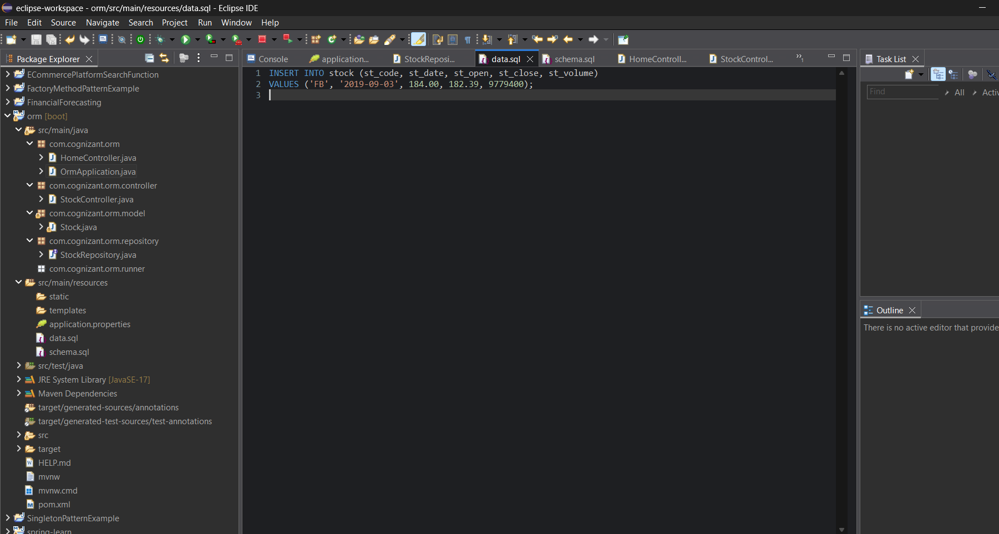 eclipse-workspace - orm/src/main/resources/data.sql - Eclipse IDE
File Edit Source Navigate Search Project Run Window Help
Package Explorer
ECommercePlatformSearchFunction
FactoryMethodPatternExample
FinancialForecasting
orm [boot]
src/main/java
com.cognizant.orm
HomeController.java
OrmApplication.java
com.cognizant.orm.controller
StockController.java
com.cognizant.orm.model
Stock.java
com.cognizant.orm.repository
StockRepository.java
com.cognizant.orm.runner
src/main/resources
static
templates
application.properties
data.sql
schema.sql
src/test/java
JRE System Library [JavaSE-17]
Maven Dependencies
target/generated-sources/annotations
target/generated-test-sources/test-annotations
src
target
HELP.md
mvnw
mvnw.cmd
pom.xml
SingletonPatternExample
spring-learn
Console application... StockReposi... data.sql schema.sql HomeControll... StockControl... »1
1 INSERT INTO stock (st_code, st_date, st_open, st_close, st_volume)
2 VALUES ('FB', '2019-09-03', 184.00, 182.39, 9779400);
3
Task List
Find All Activ
Outline
There is no active editor that provide